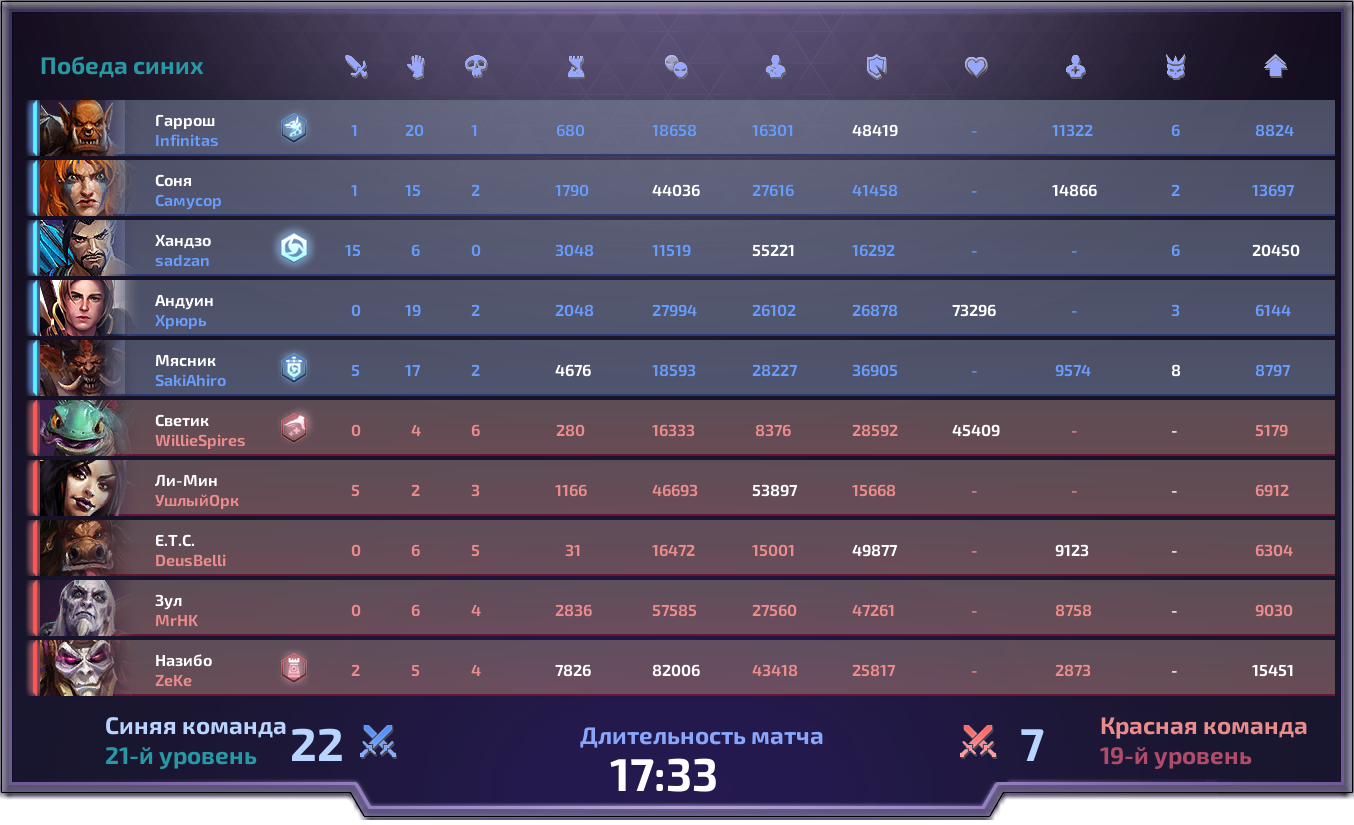 Победа синих
Гаррош
Infinitas
1 20 1 680 18658 16301 48419 - 11322 6 8824
Соня
Самусор
1 15 2 1790 44036 27616 41458 - 14866 2 13697
Хандзо
sadzan
15 6 0 3048 11519 55221 16292 - - 6 20450
Андуин
Хрюрь
0 19 2 2048 27994 26102 26878 73296 - 3 6144
Мясник
SakiAhiro
5 17 2 4676 18593 28227 36905 - 9574 8 8797
Светик
WillieSpires
0 4 6 280 16333 8376 28592 45409 - - 5179
Ли-Мин
УшлыйОрк
5 2 3 1166 46693 53897 15668 - - - 6912
E.T.C.
DeusBelli
0 6 5 31 16472 15001 49877 - 9123 - 6304
Зул
MrHK
0 6 4 2836 57585 27560 47261 - 8758 - 9030
Назибо
ZeKe
2 5 4 7826 82006 43418 25817 - 2873 - 15451
Синяя команда
21-й уровень
22
Длительность матча
17:33
7
Красная команда
19-й уровень